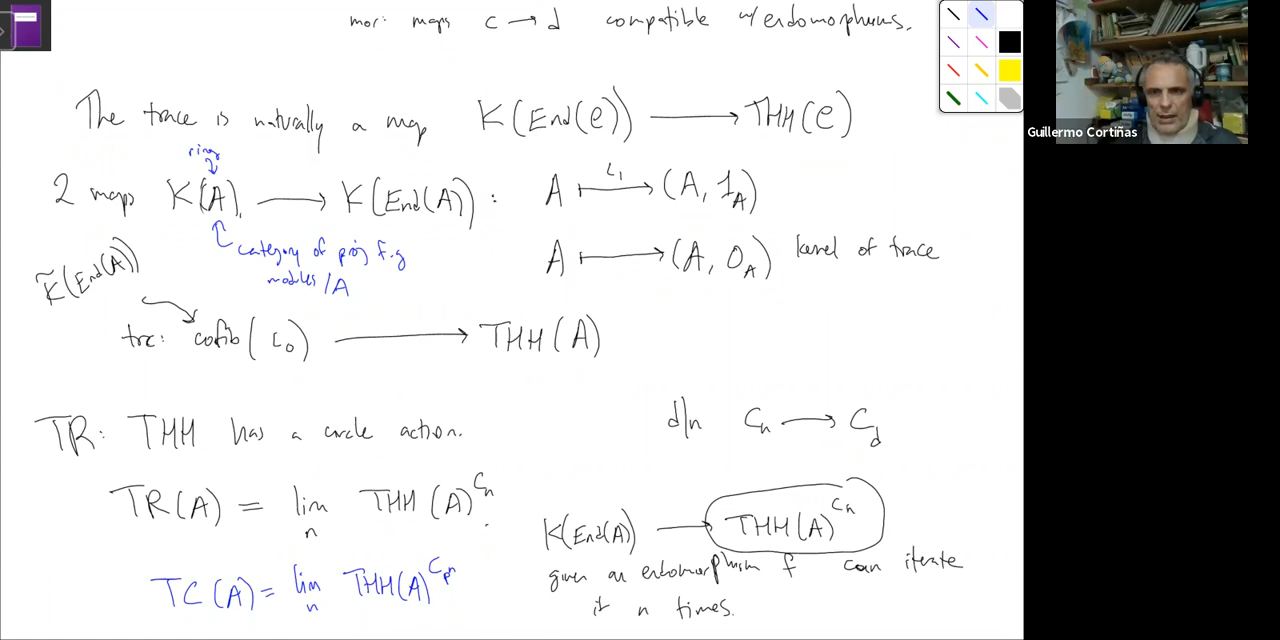 mor: maps c → d compatible w/ endomorphisms.
The trace is naturally a map K(End(C)) → THH(C)
ring
2 maps K(A) → K(End(A)) : A ↦ (A, 1_A)
ι₁
category of proj f.g
modules /A
A ↦ (A, 0_A) kernel of trace
K̃(End(A))
trc: cofib(ι₀) → THH(A)
TR: THH has a circle action.
d|n C_n → C_d
TR(A) = lim_n THH(A)^{C_n}
K(End(A)) → THH(A)^{C_n}
given an endomorphism f can iterate
it n times.
TC(A) = lim_n THH(A)^{C_{p^n}}
Guillermo Cortiñas